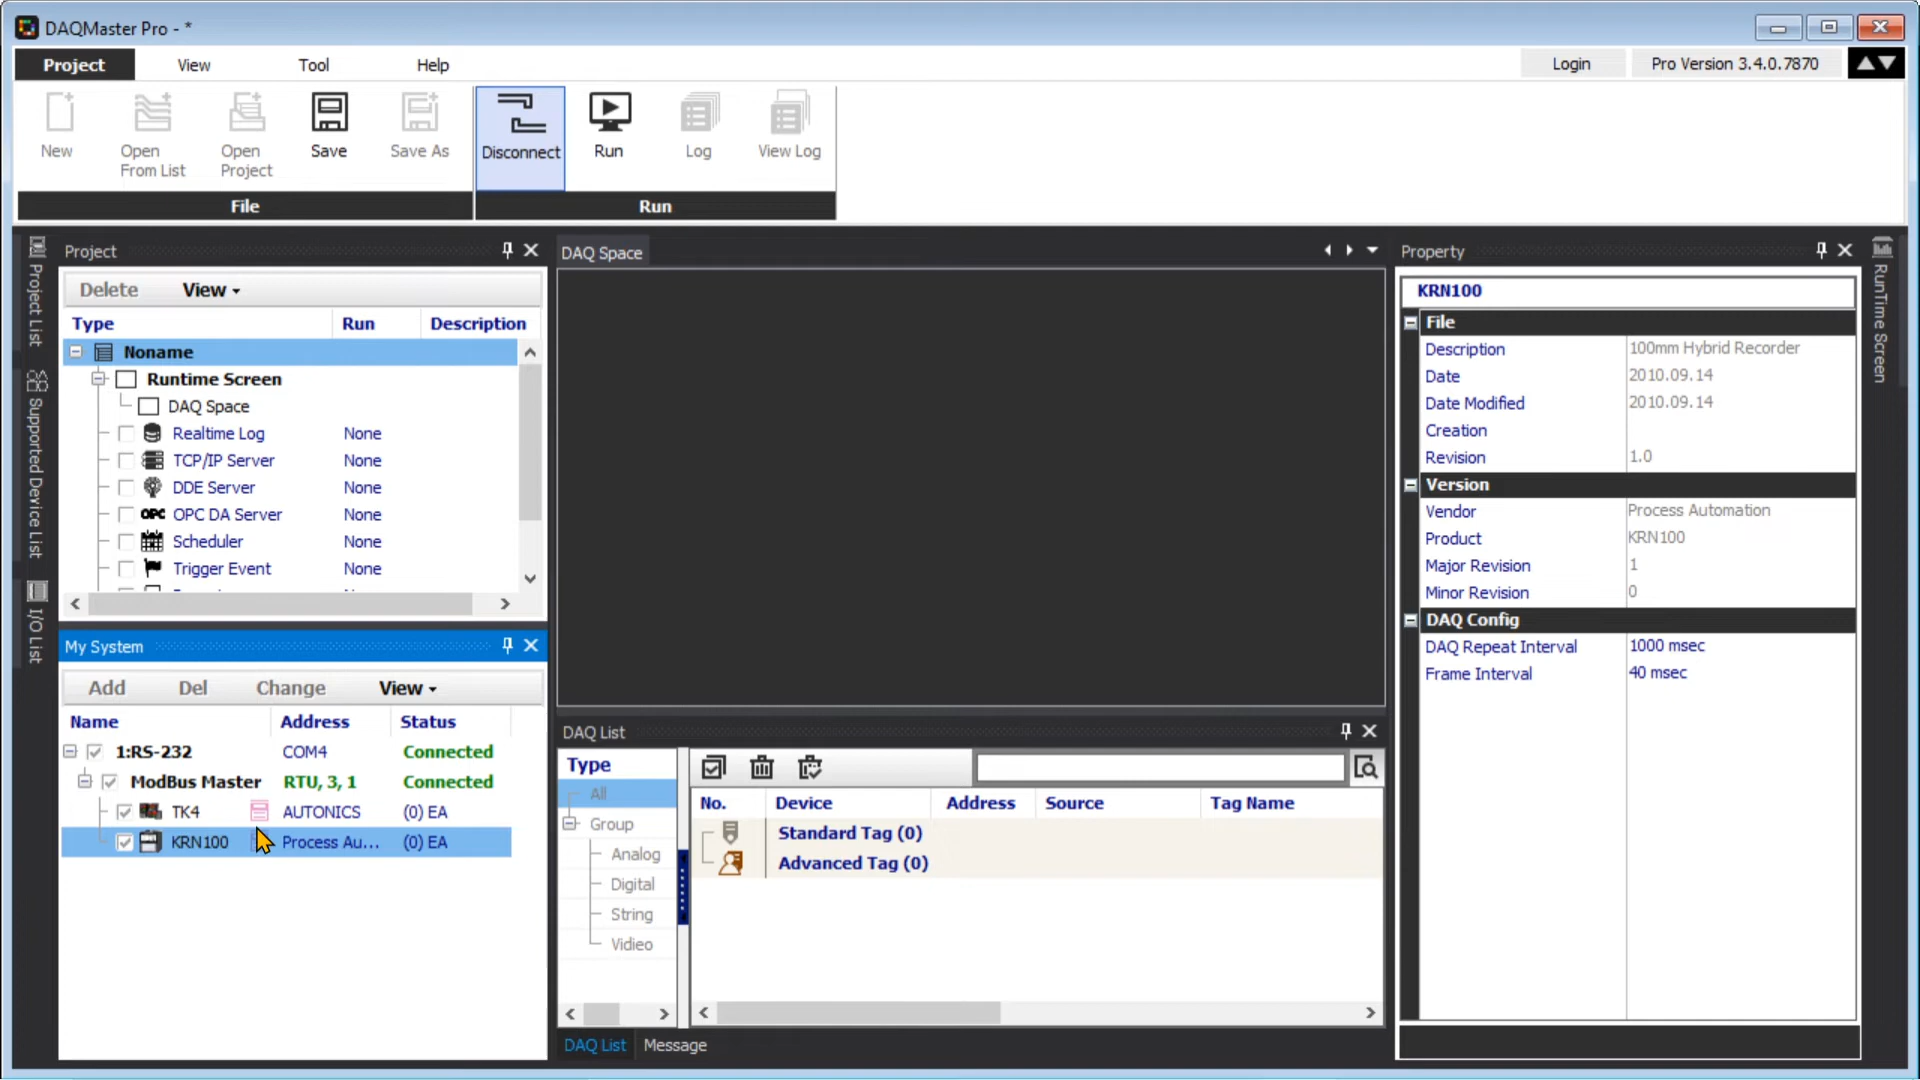 DAQMaster Pro - *
Project View Tool Help Login Pro Version 3.4.0.7870
New Open From List Open Project Save Save As Disconnect Run Log View Log
File Run
Project List
Supported Device List
I/O List
Project
Delete View
Type Run Description
Noname
Runtime Screen
DAQ Space
Realtime Log None
TCP/IP Server None
DDE Server None
OPC OPC DA Server None
Scheduler None
Trigger Event None
My System
Add Del Change View
Name Address Status
1:RS-232 COM4 Connected
ModBus Master RTU, 3, 1 Connected
TK4 AUTONICS (0) EA
KRN100 Process Au... (0) EA
DAQ Space
DAQ List
Type
All
Group
Analog
Digital
String
Vidieo
No. Device Address Source Tag Name
Standard Tag (0)
Advanced Tag (0)
DAQ List Message
Property
KRN100
File
Description 100mm Hybrid Recorder
Date 2010.09.14
Date Modified 2010.09.14
Creation
Revision 1.0
Version
Vendor Process Automation
Product KRN100
Major Revision 1
Minor Revision 0
DAQ Config
DAQ Repeat Interval 1000 msec
Frame Interval 40 msec
RunTime Screen